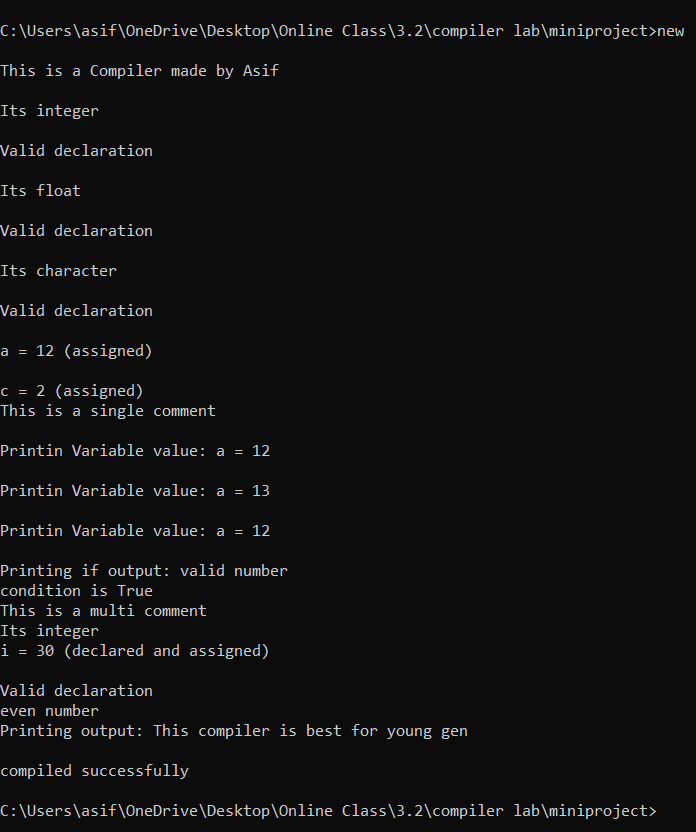 C:\Users\asif\OneDrive\Desktop\Online Class\3.2\compiler lab\miniproject>new
This is a Compiler made by Asif
Its integer
Valid declaration
Its float
Valid declaration
Its character
Valid declaration
a = 12 (assigned)
c = 2 (assigned)
This is a single comment
Printin Variable value: a = 12
Printin Variable value: a = 13
Printin Variable value: a = 12
Printing if output: valid number
condition is True
This is a multi comment
Its integer
i = 30 (declared and assigned)
Valid declaration
even number
Printing output: This compiler is best for young gen
compiled successfully
C:\Users\asif\OneDrive\Desktop\Online Class\3.2\compiler lab\miniproject>